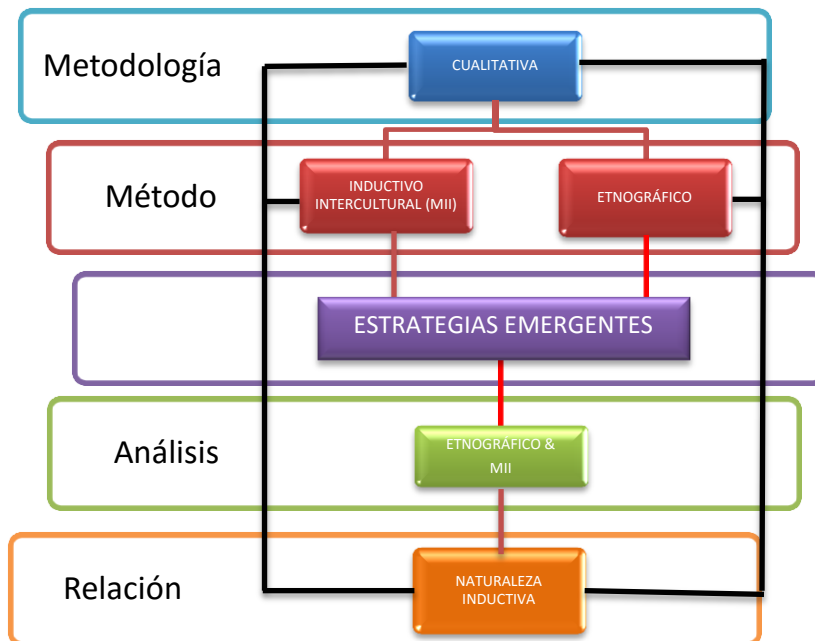 Metodología
CUALITATIVA
Método
INDUCTIVO
INTERCULTURAL (MII)
ETNOGRÁFICO
ESTRATEGIAS EMERGENTES
Análisis
ETNOGRÁFICO &
MII
Relación
NATURALEZA
INDUCTIVA